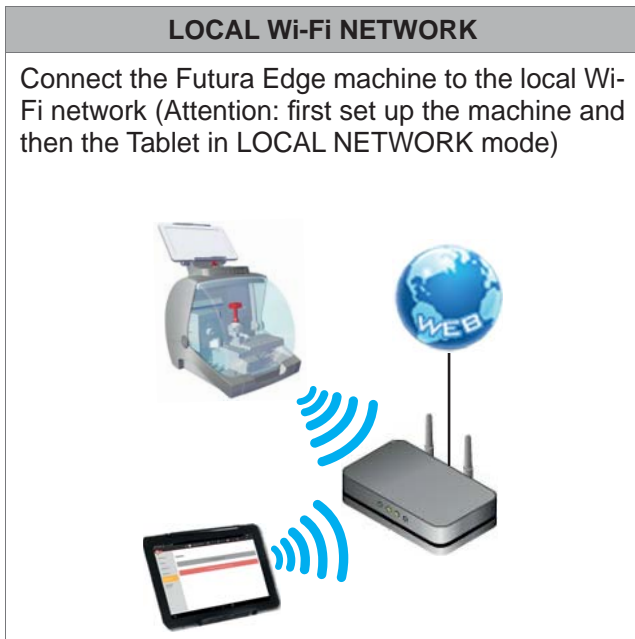 LOCAL Wi-Fi NETWORK
Connect the Futura Edge machine to the local Wi-
Fi network (Attention: first set up the machine and
then the Tablet in LOCAL NETWORK mode)
WEB